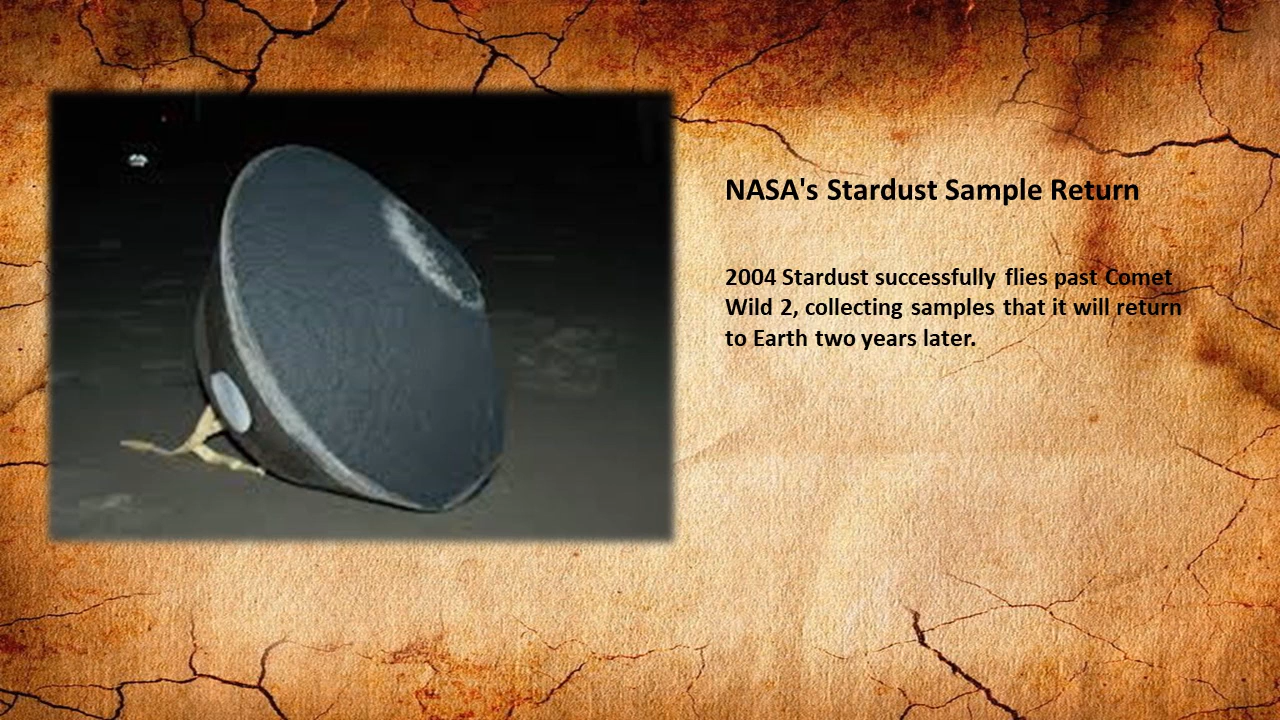 NASA's Stardust Sample Return
2004 Stardust successfully flies past Comet
Wild 2, collecting samples that it will return
to Earth two years later.